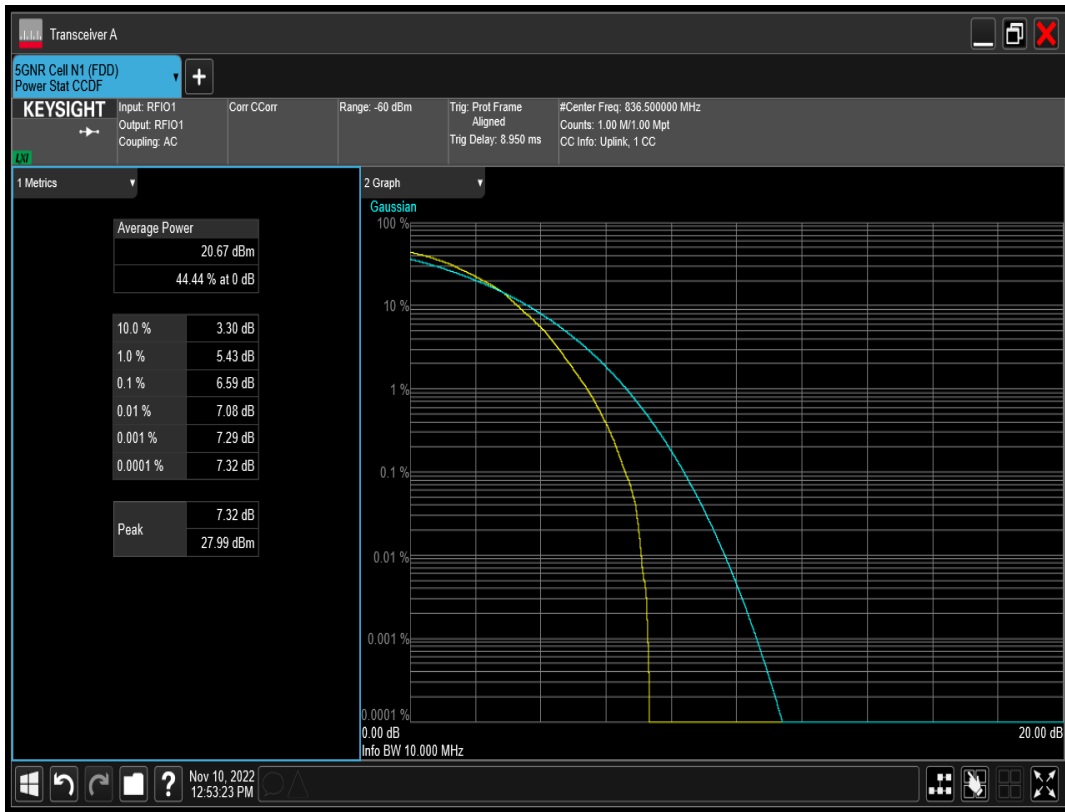 Transceiver A
5GNR Cell N1 (FDD)
Power Stat CCDF
KEYSIGHT
LXI
Input: RFIO1
Output: RFIO1
Coupling: AC
Corr CCorr
Range: -60 dBm
Trig: Prot Frame
Aligned
Trig Delay: 8.950 ms
#Center Freq: 836.500000 MHz
Counts: 1.00 M/1.00 Mpt
CC Info: Uplink, 1 CC
1 Metrics
Average Power
20.67 dBm
44.44 % at 0 dB
10.0 % 3.30 dB
1.0 % 5.43 dB
0.1 % 6.59 dB
0.01 % 7.08 dB
0.001 % 7.29 dB
0.0001 % 7.32 dB
Peak
7.32 dB
27.99 dBm
2 Graph
Gaussian
100 %
10 %
1 %
0.1 %
0.01 %
0.001 %
0.0001 %
0.00 dB 20.00 dB
Info BW 10.000 MHz
?
Nov 10, 2022
12:53:23 PM